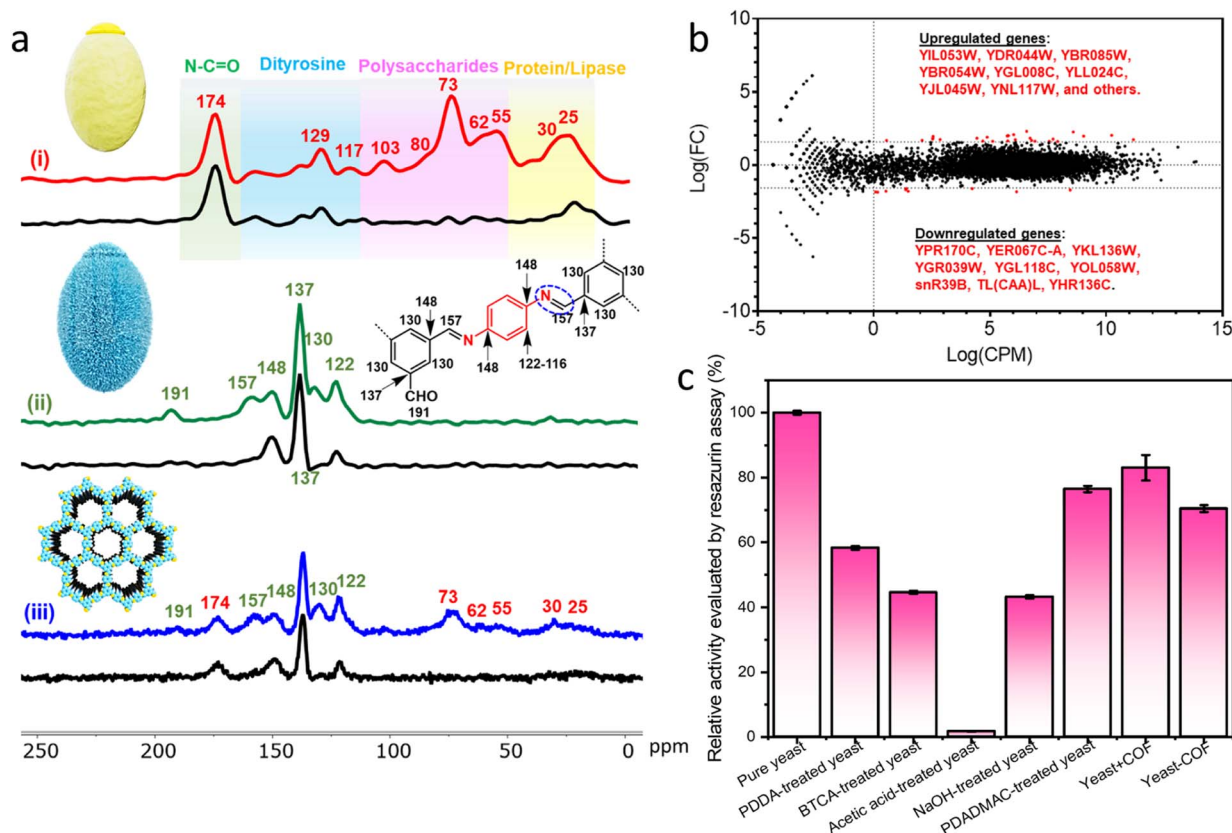 a
N-C=O
Dityrosine
Polysaccharides
Protein/Lipase
174
129
117
103
80
73
62
55
30
25
(i)
191
157
148
137
130
122
(ii)
137
130
148
157
N
148
122-116
148
N
157
137
130
130
130
130
130
137
CHO
191
191
174
157
148
130
122
73
62
55
30
25
(iii)
250
200
150
100
50
0
ppm
b
10
5
0
-5
-10
Log(FC)
Upregulated genes:
YIL053W, YDR044W, YBR085W,
YBR054W, YGL008C, YLL024C,
YJL045W, YNL117W, and others.
Downregulated genes:
YPR170C, YER067C-A, YKL136W,
YGR039W, YGL118C, YOL058W,
snR39B, TL(CAA)L, YHR136C.
-5
0
5
10
15
Log(CPM)
c
Relative activity evaluated by resazurin assay (%)
100
80
60
40
20
0
Pure yeast
PDDA-treated yeast
BTCA-treated yeast
Acetic acid-treated yeast
NaOH-treated yeast
PDADMAC-treated yeast
Yeast+COF
Yeast-COF